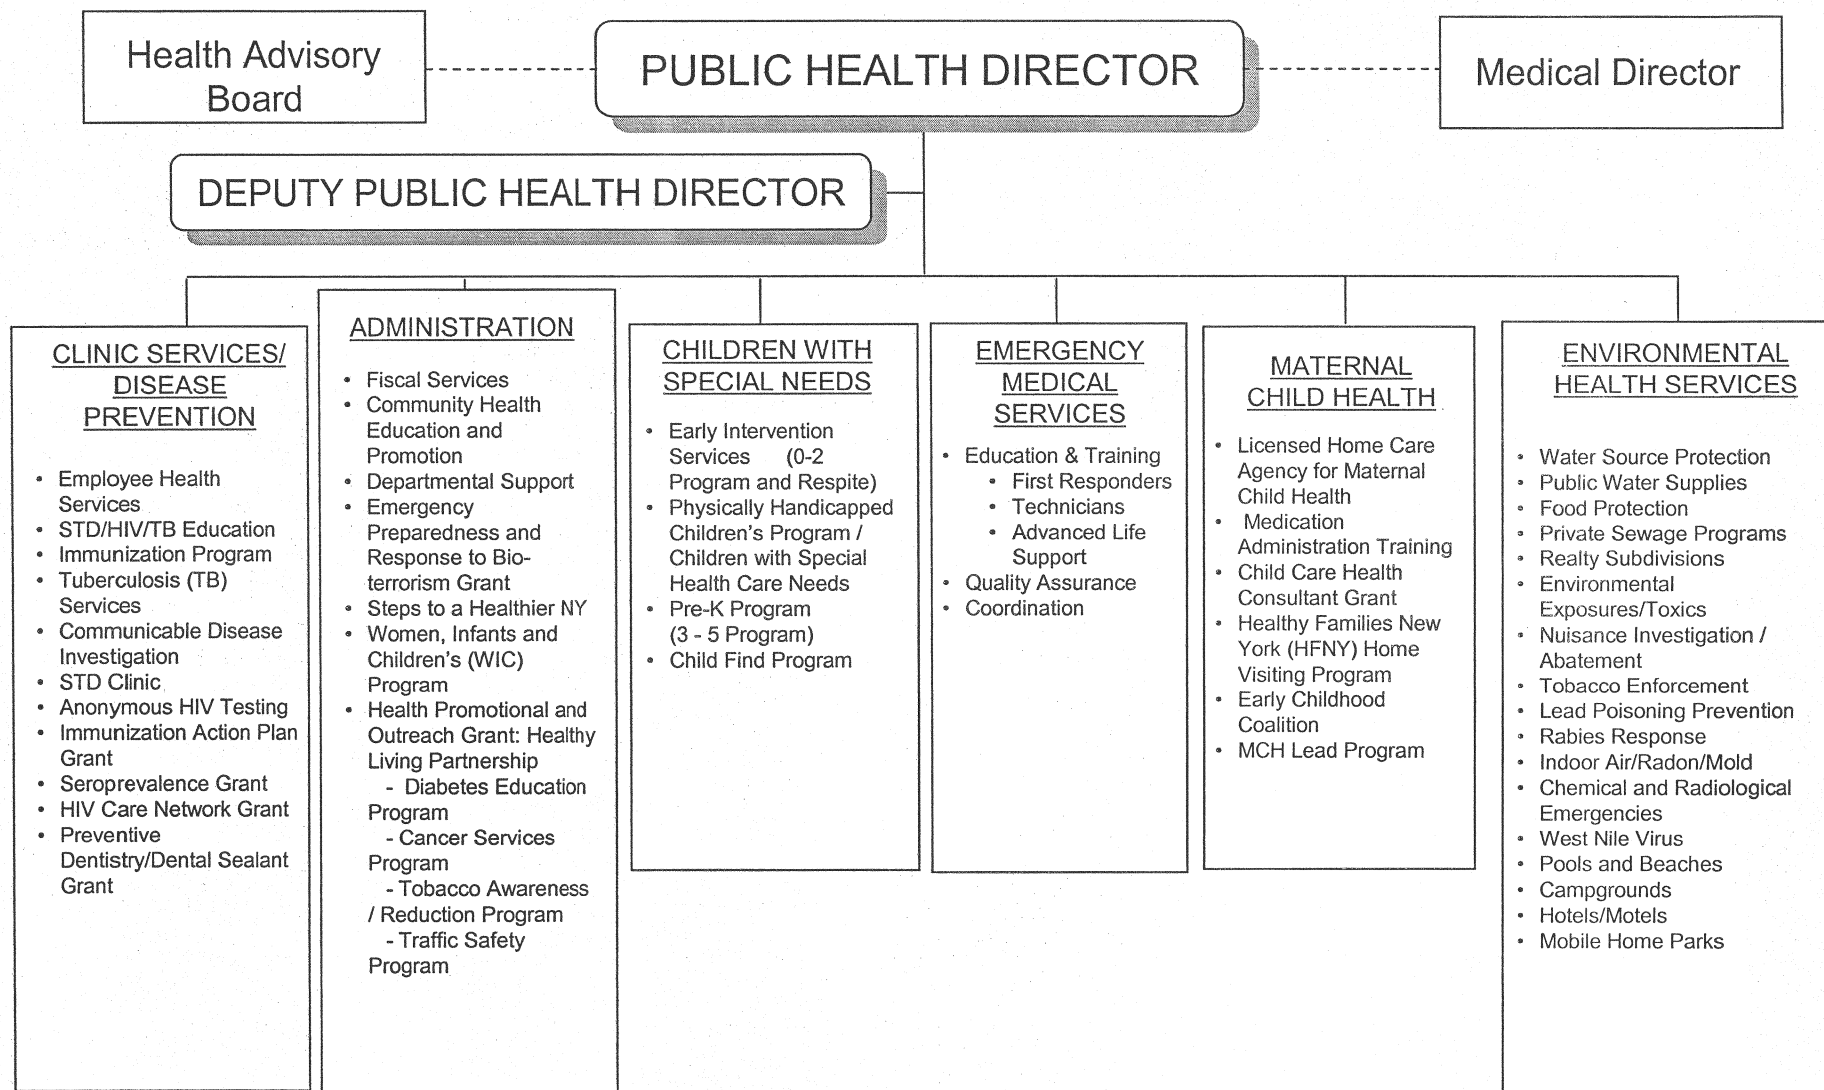 Health Advisory
Board
PUBLIC HEALTH DIRECTOR
Medical Director
DEPUTY PUBLIC HEALTH DIRECTOR
CLINIC SERVICES/
DISEASE
PREVENTION
• Employee Health
Services
• STD/HIV/TB Education
• Immunization Program
• Tuberculosis (TB)
Services
• Communicable Disease
Investigation
• STD Clinic
• Anonymous HIV Testing
• Immunization Action Plan
Grant
• Seroprevalence Grant
• HIV Care Network Grant
• Preventive
Dentistry/Dental Sealant
Grant
ADMINISTRATION
• Fiscal Services
• Community Health
Education and
Promotion
• Departmental Support
• Emergency
Preparedness and
Response to Bio-
terrorism Grant
• Steps to a Healthier NY
• Women, Infants and
Children's (WIC)
Program
• Health Promotional and
Outreach Grant: Healthy
Living Partnership
- Diabetes Education
Program
- Cancer Services
Program
- Tobacco Awareness
/ Reduction Program
- Traffic Safety
Program
CHILDREN WITH
SPECIAL NEEDS
• Early Intervention
Services (0-2
Program and Respite)
• Physically Handicapped
Children's Program /
Children with Special
Health Care Needs
• Pre-K Program
(3 - 5 Program)
• Child Find Program
EMERGENCY
MEDICAL
SERVICES
• Education & Training
• First Responders
• Technicians
• Advanced Life
Support
• Quality Assurance
• Coordination
MATERNAL
CHILD HEALTH
• Licensed Home Care
Agency for Maternal
Child Health
• Medication
Administration Training
• Child Care Health
Consultant Grant
• Healthy Families New
York (HFNY) Home
Visiting Program
• Early Childhood
Coalition
• MCH Lead Program
ENVIRONMENTAL
HEALTH SERVICES
• Water Source Protection
• Public Water Supplies
• Food Protection
• Private Sewage Programs
• Realty Subdivisions
• Environmental
Exposures/Toxics
• Nuisance Investigation /
Abatement
• Tobacco Enforcement
• Lead Poisoning Prevention
• Rabies Response
• Indoor Air/Radon/Mold
• Chemical and Radiological
Emergencies
• West Nile Virus
• Pools and Beaches
• Campgrounds
• Hotels/Motels
• Mobile Home Parks